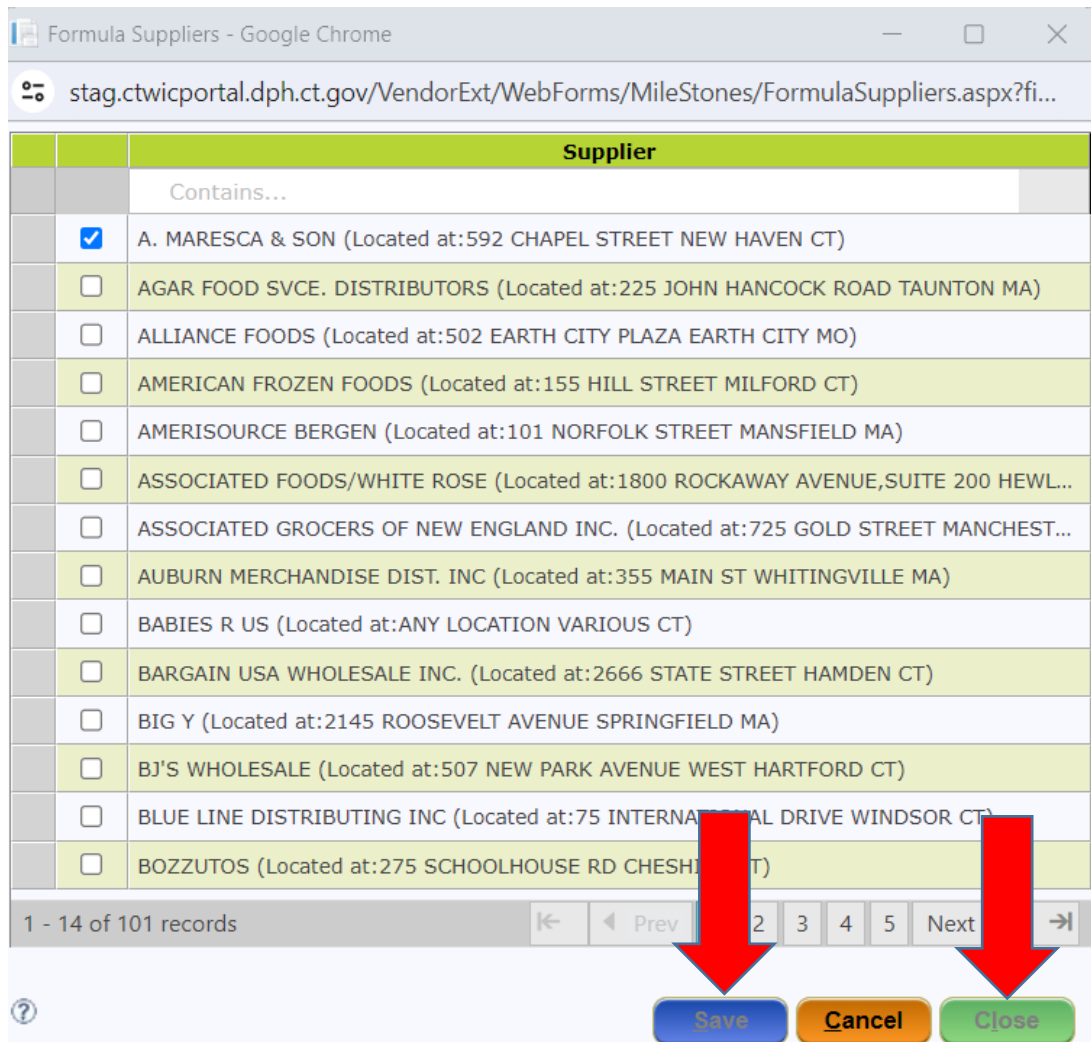 Formula Suppliers - Google Chrome
stag.ctwicportal.dph.ct.gov/VendorExt/WebForms/MileStones/FormulaSuppliers.aspx?fi...
Supplier
Contains...
A. MARESCA & SON (Located at:592 CHAPEL STREET NEW HAVEN CT)
AGAR FOOD SVCE. DISTRIBUTORS (Located at:225 JOHN HANCOCK ROAD TAUNTON MA)
ALLIANCE FOODS (Located at:502 EARTH CITY PLAZA EARTH CITY MO)
AMERICAN FROZEN FOODS (Located at:155 HILL STREET MILFORD CT)
AMERISOURCE BERGEN (Located at:101 NORFOLK STREET MANSFIELD MA)
ASSOCIATED FOODS/WHITE ROSE (Located at:1800 ROCKAWAY AVENUE,SUITE 200 HEWL...
ASSOCIATED GROCERS OF NEW ENGLAND INC. (Located at:725 GOLD STREET MANCHEST...
AUBURN MERCHANDISE DIST. INC (Located at:355 MAIN ST WHITINGVILLE MA)
BABIES R US (Located at:ANY LOCATION VARIOUS CT)
BARGAIN USA WHOLESALE INC. (Located at:2666 STATE STREET HAMDEN CT)
BIG Y (Located at:2145 ROOSEVELT AVENUE SPRINGFIELD MA)
BJ'S WHOLESALE (Located at:507 NEW PARK AVENUE WEST HARTFORD CT)
BLUE LINE DISTRIBUTING INC (Located at:75 DRIVE WINDSOR CT)
BOZZUTOS (Located at:275 SCHOOLHOUSE RD
1 - 14 of 101 records Prev 2 3 4 5 Next
? Save Cancel Close